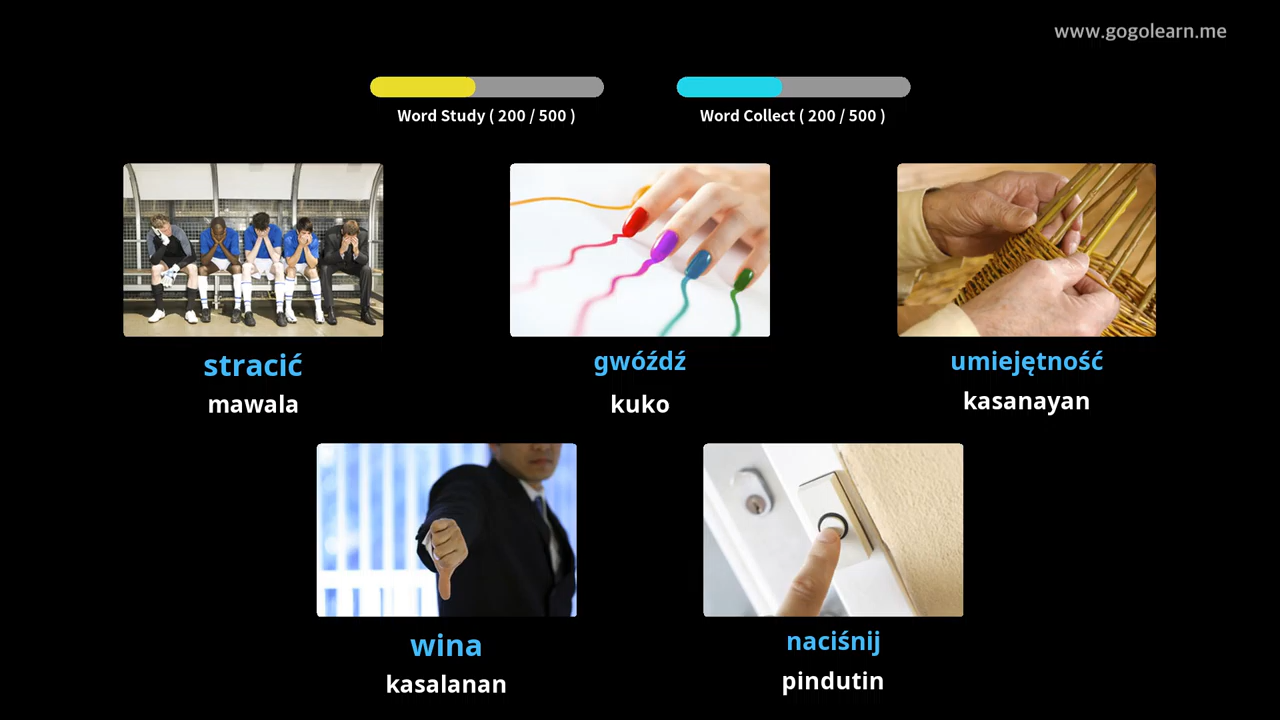 www.gogolearn.me
Word Study ( 200 / 500 )
Word Collect ( 200 / 500 )
stracić
mawala
gwóźdź
kuko
umiejętność
kasanayan
wina
kasalanan
naciśnij
pindutin